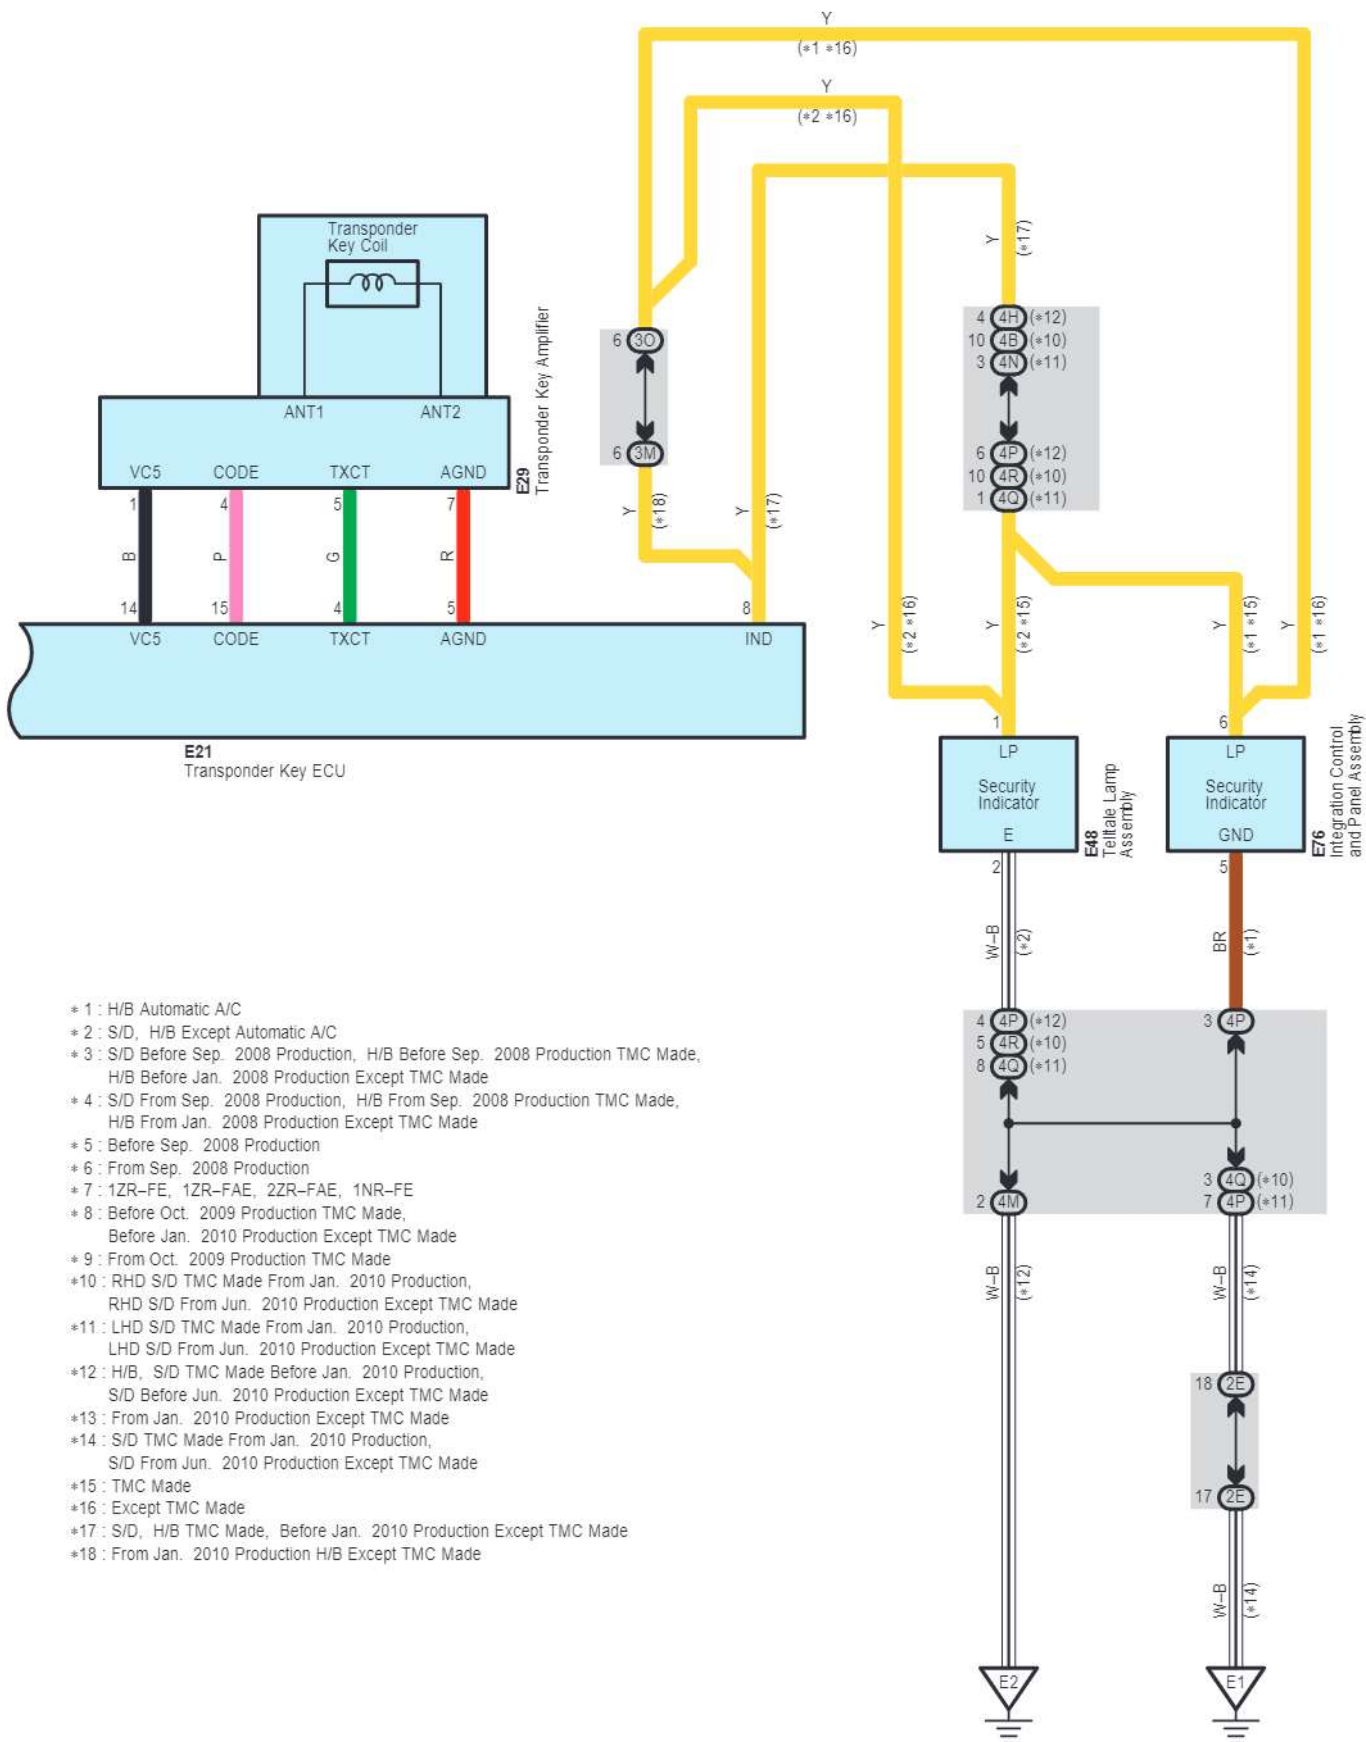 Y
(*1 *16)
Y
(*2 *16)
Y
(*17)
Transponder
Key Coil
ANT1
ANT2
VC5
CODE
TXCT
AGND
E29
Transponder Key Amplifier
1
4
5
7
B
P
G
R
14
15
4
5
8
VC5
CODE
TXCT
AGND
IND
E21
Transponder Key ECU
6 3O
6 3M
Y
(*18)
Y
(*17)
4 4H (*12)
10 4B (*10)
3 4N (*11)
6 4P (*12)
10 4R (*10)
1 4Q (*11)
Y
(*2 *16)
Y
(*2 *15)
Y
(*1 *15)
Y
(*1 *16)
1
LP
Security
Indicator
E
2
E48
Telltale Lamp
Assembly
6
LP
Security
Indicator
GND
5
E76
Integration Control
and Panel Assembly
W-B
(*2)
BR
(*1)
4 4P (*12)
5 4R (*10)
8 4Q (*11)
3 4P
2 4M
3 4Q (*10)
7 4P (*11)
W-B
(*12)
W-B
(*14)
18 2E
17 2E
W-B
(*14)
E2
E1
* 1 : H/B Automatic A/C
* 2 : S/D, H/B Except Automatic A/C
* 3 : S/D Before Sep. 2008 Production, H/B Before Sep. 2008 Production TMC Made,
H/B Before Jan. 2008 Production Except TMC Made
* 4 : S/D From Sep. 2008 Production, H/B From Sep. 2008 Production TMC Made,
H/B From Jan. 2008 Production Except TMC Made
* 5 : Before Sep. 2008 Production
* 6 : From Sep. 2008 Production
* 7 : 1ZR-FE, 1ZR-FAE, 2ZR-FAE, 1NR-FE
* 8 : Before Oct. 2009 Production TMC Made,
Before Jan. 2010 Production Except TMC Made
* 9 : From Oct. 2009 Production TMC Made
*10 : RHD S/D TMC Made From Jan. 2010 Production,
RHD S/D From Jun. 2010 Production Except TMC Made
*11 : LHD S/D TMC Made From Jan. 2010 Production,
LHD S/D From Jun. 2010 Production Except TMC Made
*12 : H/B, S/D TMC Made Before Jan. 2010 Production,
S/D Before Jun. 2010 Production Except TMC Made
*13 : From Jan. 2010 Production Except TMC Made
*14 : S/D TMC Made From Jan. 2010 Production,
S/D From Jun. 2010 Production Except TMC Made
*15 : TMC Made
*16 : Except TMC Made
*17 : S/D, H/B TMC Made, Before Jan. 2010 Production Except TMC Made
*18 : From Jan. 2010 Production H/B Except TMC Made